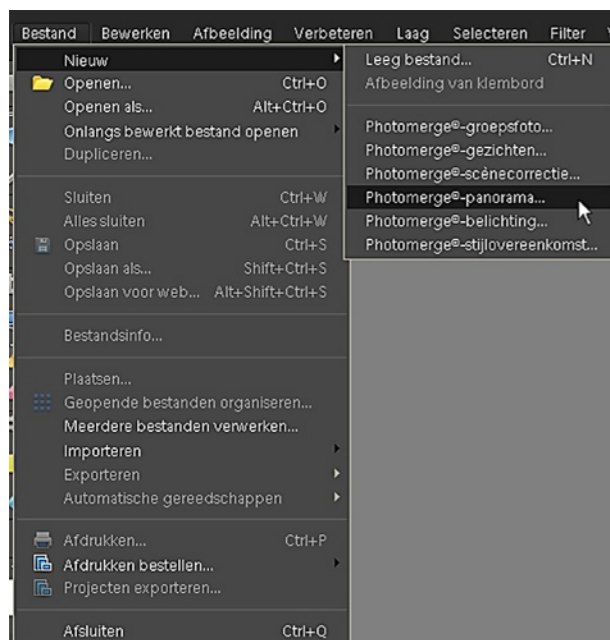 Bestand Bewerken Afbeelding Verbeteren Laag Selecteren Filter
Nieuw
Openen... Ctrl+O
Openen als... Alt+Ctrl+O
Onlangs bewerkt bestand openen
Dupliceren...
Sluiten Ctrl+W
Alles sluiten Alt+Ctrl+W
Opslaan Ctrl+S
Opslaan als... Shift+Ctrl+S
Opslaan voor web... Alt+Shift+Ctrl+S
Bestandsinfo...
Plaatsen...
Geopende bestanden organiseren...
Meerdere bestanden verwerken...
Importeren
Exporteren
Automatische gereedschappen
Afdrukken... Ctrl+P
Afdrukken bestellen...
Projecten exporteren...
Afsluiten Ctrl+Q
Leeg bestand... Ctrl+N
Afbeelding van klembord
Photomerge®-groepsfoto...
Photomerge®-gezichten...
Photomerge®-scènecorrectie...
Photomerge®-panorama...
Photomerge®-belichting...
Photomerge®-stijlovereenkomst...